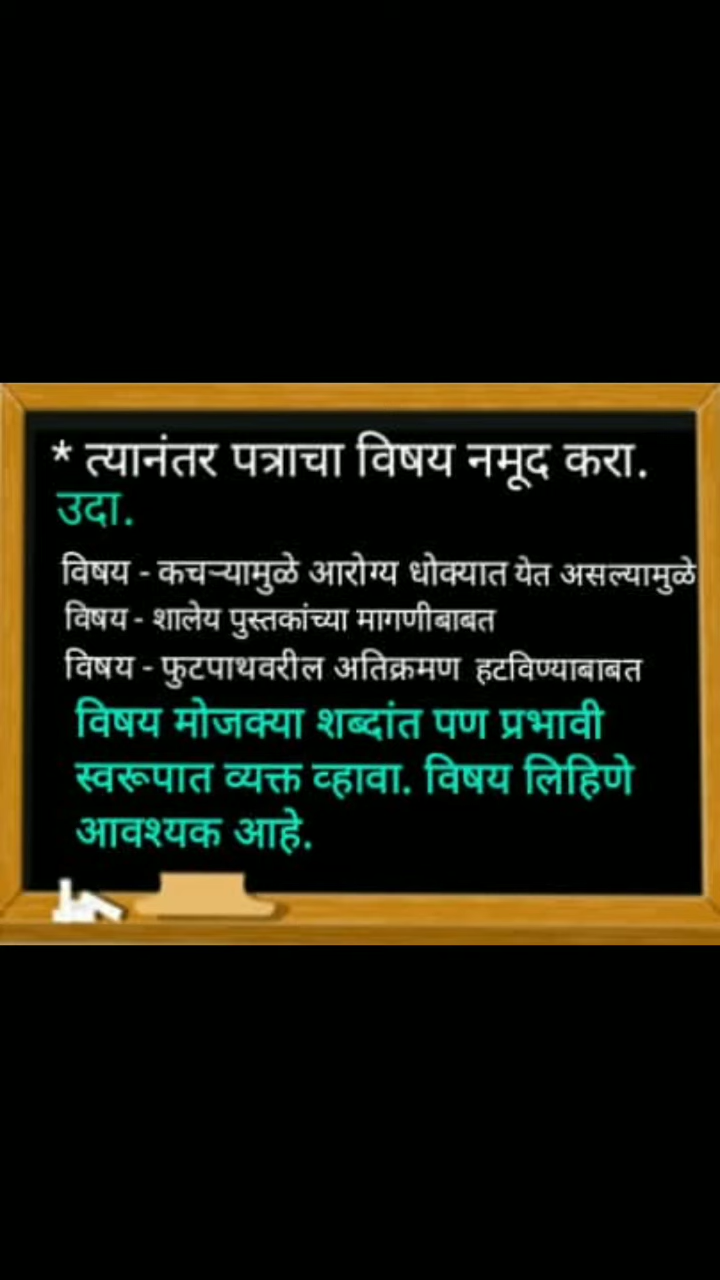 * त्यानंतर पत्राचा विषय नमूद करा.
उदा.
विषय - कचऱ्यामुळे आरोग्य धोक्यात येत असल्यामुळे
विषय - शालेय पुस्तकांच्या मागणीबाबत
विषय - फुटपाथवरील अतिक्रमण हटविण्याबाबत
विषय मोजक्या शब्दांत पण प्रभावी
स्वरूपात व्यक्त व्हावा. विषय लिहिणे
आवश्यक आहे.